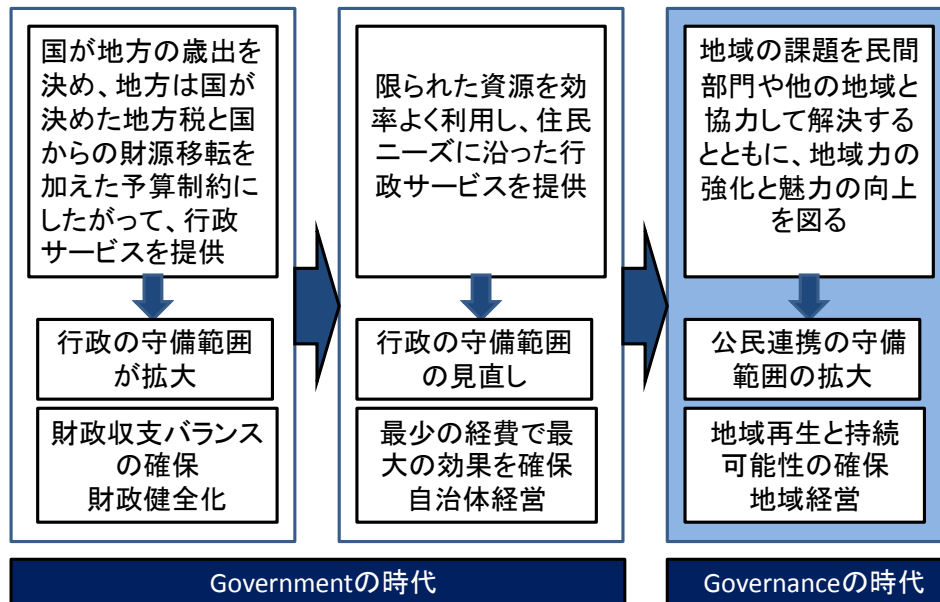 国が地方の歳出を
決め、地方は国が
決めた地方税と国
からの財源移転を
加えた予算制約に
したがって、行政
サービスを提供
行政の守備範囲
が拡大
財政収支バランス
の確保
財政健全化
限られた資源を効
率よく利用し、住民
ニーズに沿った行
政サービスを提供
行政の守備範囲
の見直し
最少の経費で最
大の効果を確保
自治体経営
地域の課題を民間
部門や他の地域と
協力して解決する
とともに、地域力の
強化と魅力の向上
を図る
公民連携の守備
範囲の拡大
地域再生と持続
可能性の確保
地域経営
Governmentの時代
Governanceの時代